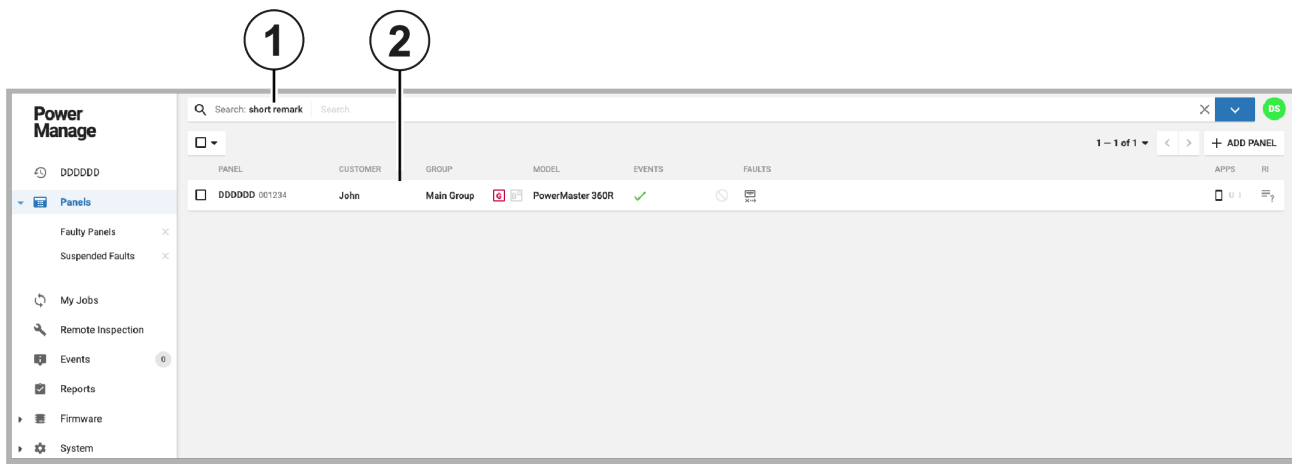 1 2
Power
Manage
Search: short remark Search
DS
1 – 1 of 1
+ ADD PANEL
PANEL CUSTOMER GROUP MODEL EVENTS FAULTS APPS RI
DDDDDD 001234 John Main Group G PowerMaster 360R
DDDDDD
Panels
Faulty Panels
Suspended Faults
My Jobs
Remote Inspection
Events 0
Reports
Firmware
System